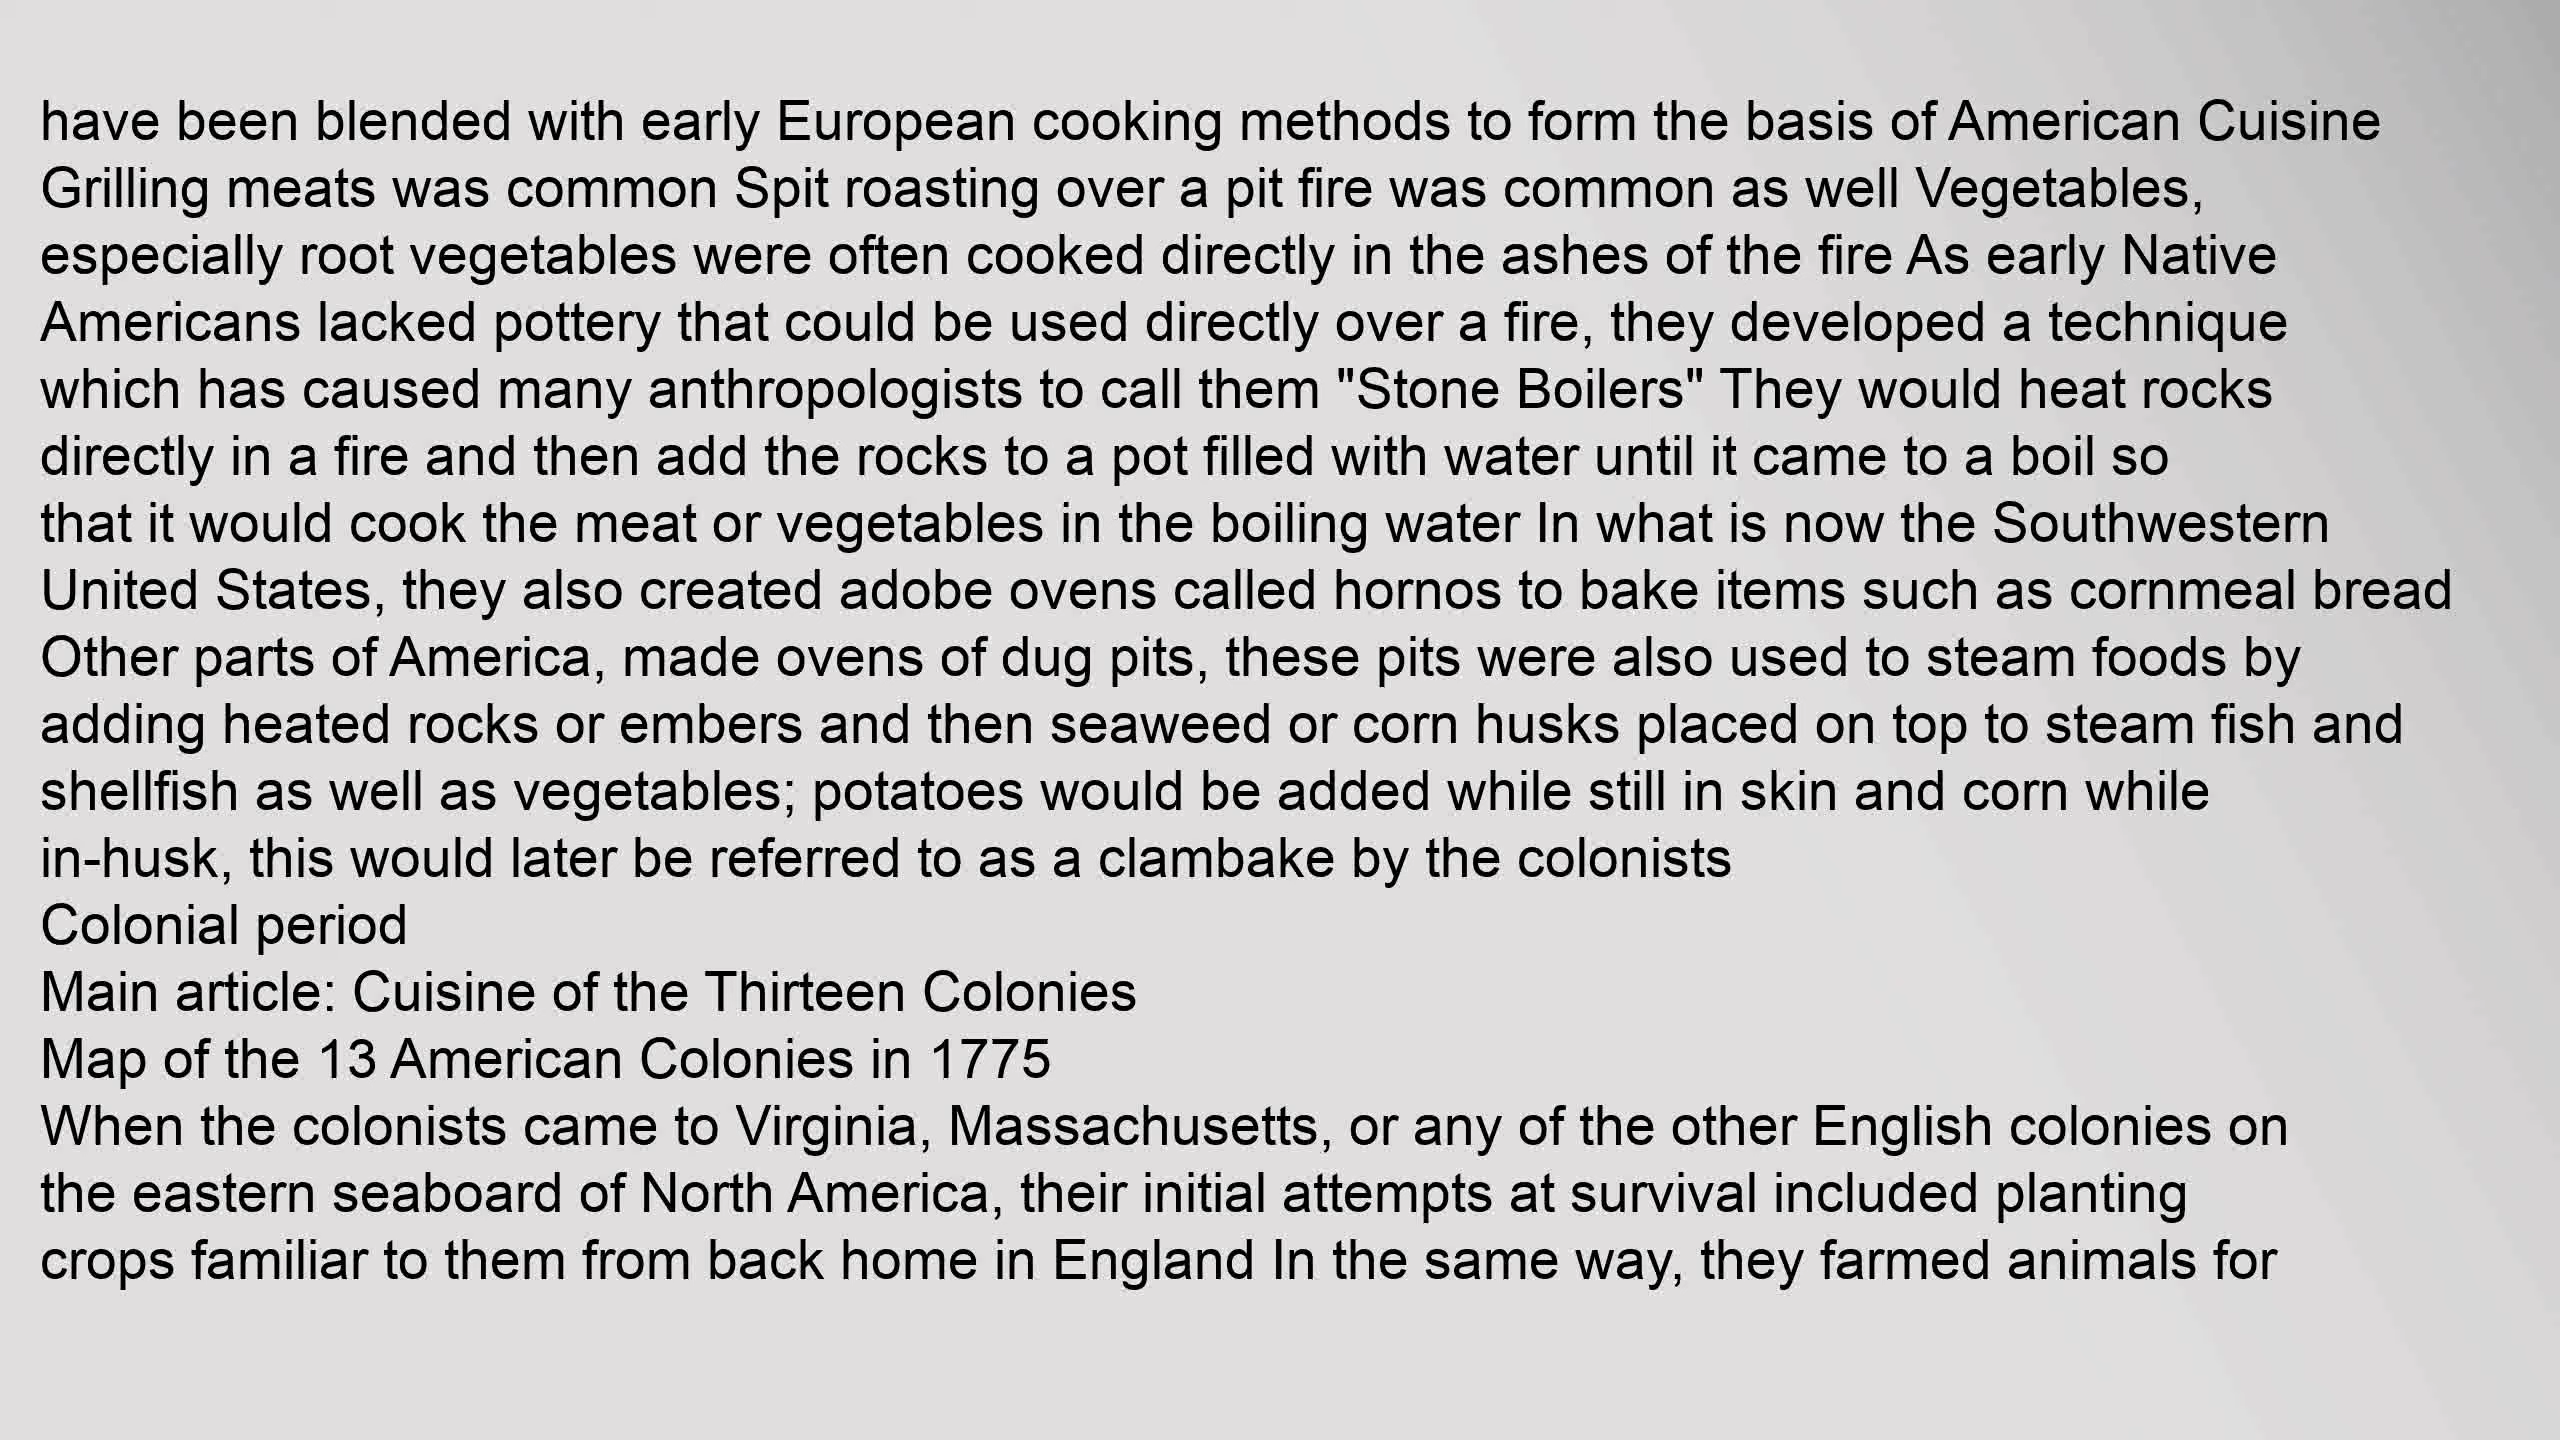 have been blended with early European cooking methods to form the basis of American Cuisine
Grilling meats was common Spit roasting over a pit fire was common as well Vegetables,
especially root vegetables were often cooked directly in the ashes of the fire As early Native
Americans lacked pottery that could be used directly over a fire, they developed a technique
which has caused many anthropologists to call them "Stone Boilers" They would heat rocks
directly in a fire and then add the rocks to a pot filled with water until it came to a boil so
that it would cook the meat or vegetables in the boiling water In what is now the Southwestern
United States, they also created adobe ovens called hornos to bake items such as cornmeal bread
Other parts of America, made ovens of dug pits, these pits were also used to steam foods by
adding heated rocks or embers and then seaweed or corn husks placed on top to steam fish and
shellfish as well as vegetables; potatoes would be added while still in skin and corn while
in-husk, this would later be referred to as a clambake by the colonists
Colonial period
Main article: Cuisine of the Thirteen Colonies
Map of the 13 American Colonies in 1775
When the colonists came to Virginia, Massachusetts, or any of the other English colonies on
the eastern seaboard of North America, their initial attempts at survival included planting
crops familiar to them from back home in England In the same way, they farmed animals for